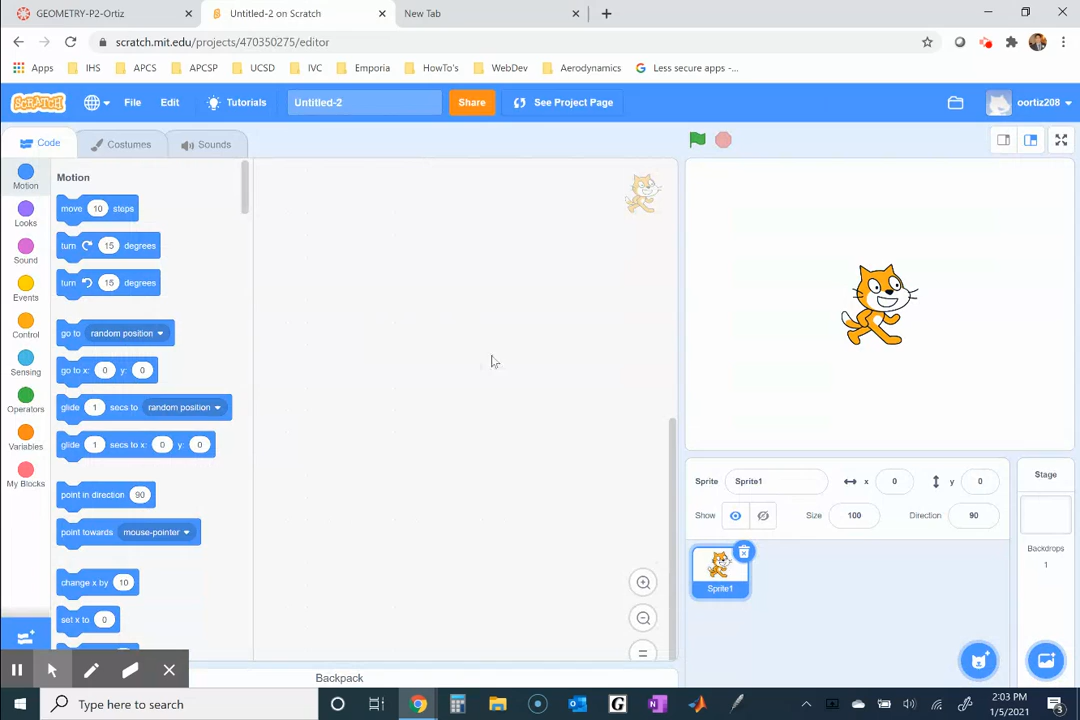 GEOMETRY-P2-Ortiz
Untitled-2 on Scratch
New Tab
scratch.mit.edu/projects/470350275/editor
Apps
IHS
APCS
APCSP
UCSD
IVC
Emporia
HowTo's
WebDev
Aerodynamics
Less secure apps -...
SCRATCH
File
Edit
Tutorials
Untitled-2
Share
See Project Page
oortiz208
Code
Costumes
Sounds
Motion
Looks
Sound
Events
Control
Sensing
Operators
Variables
My Blocks
Motion
move 10 steps
turn 15 degrees
turn 15 degrees
go to random position
go to x: 0 y: 0
glide 1 secs to random position
glide 1 secs to x: 0 y: 0
point in direction 90
point towards mouse-pointer
change x by 10
set x to 0
Backpack
Sprite Sprite1 x 0 y 0
Show Size 100 Direction 90
Sprite1
Stage
Backdrops
1
Type here to search
G
N
2:03 PM
1/5/2021
3